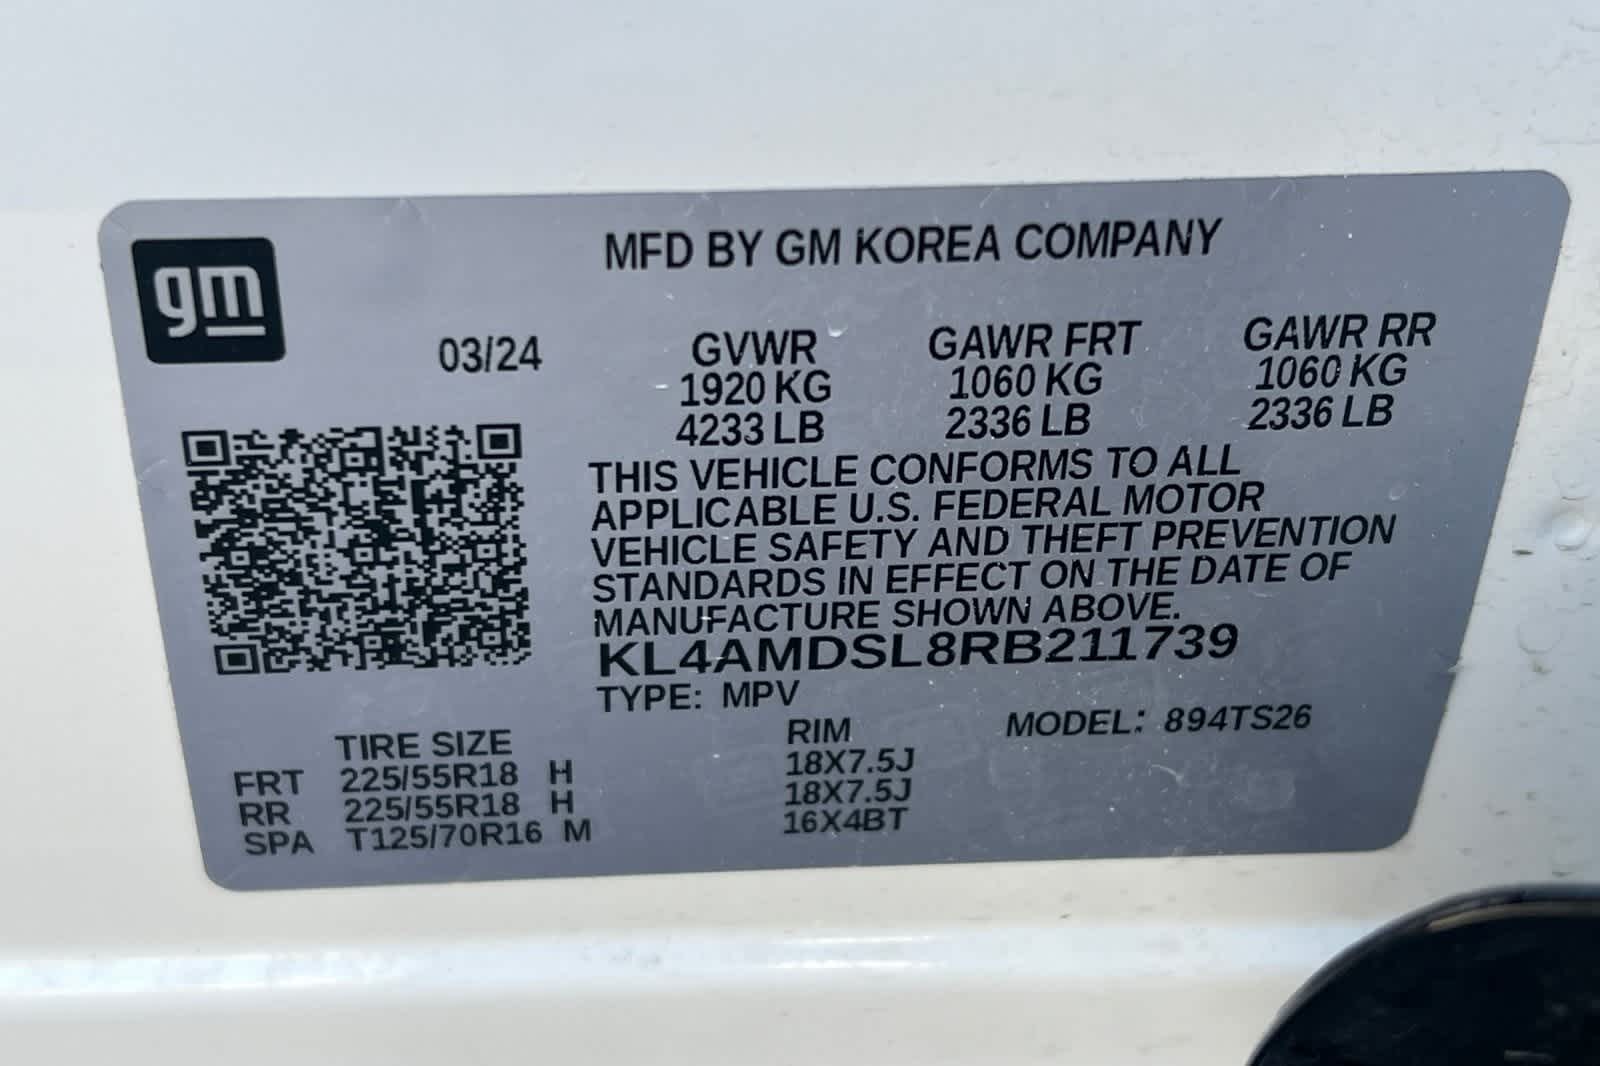 gm
MFD BY GM KOREA COMPANY
03/24
GVWR GAWR FRT GAWR RR
1920 KG 1060 KG 1060 KG
4233 LB 2336 LB 2336 LB
THIS VEHICLE CONFORMS TO ALL
APPLICABLE U.S. FEDERAL MOTOR
VEHICLE SAFETY AND THEFT PREVENTION
STANDARDS IN EFFECT ON THE DATE OF
MANUFACTURE SHOWN ABOVE.
KL4AMDSL8RB211739
TYPE: MPV
TIRE SIZE RIM MODEL: 894TS26
FRT 225/55R18 H 18X7.5J
RR 225/55R18 H 18X7.5J
SPA T125/70R16 M 16X4BT